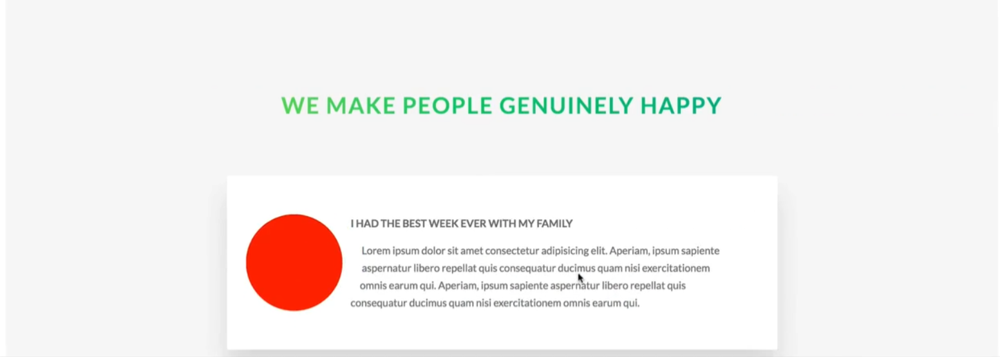 WE MAKE PEOPLE GENUINELY HAPPY
I HAD THE BEST WEEK EVER WITH MY FAMILY
Lorem ipsum dolor sit amet consectetur adipisicing elit. Aperiam, ipsum sapiente
aspernatur libero repellat quis consequatur ducimus quam nisi exercitationem
omnis earum qui. Aperiam, ipsum sapiente aspernatur libero repellat quis
consequatur ducimus quam nisi exercitationem omnis earum qui.